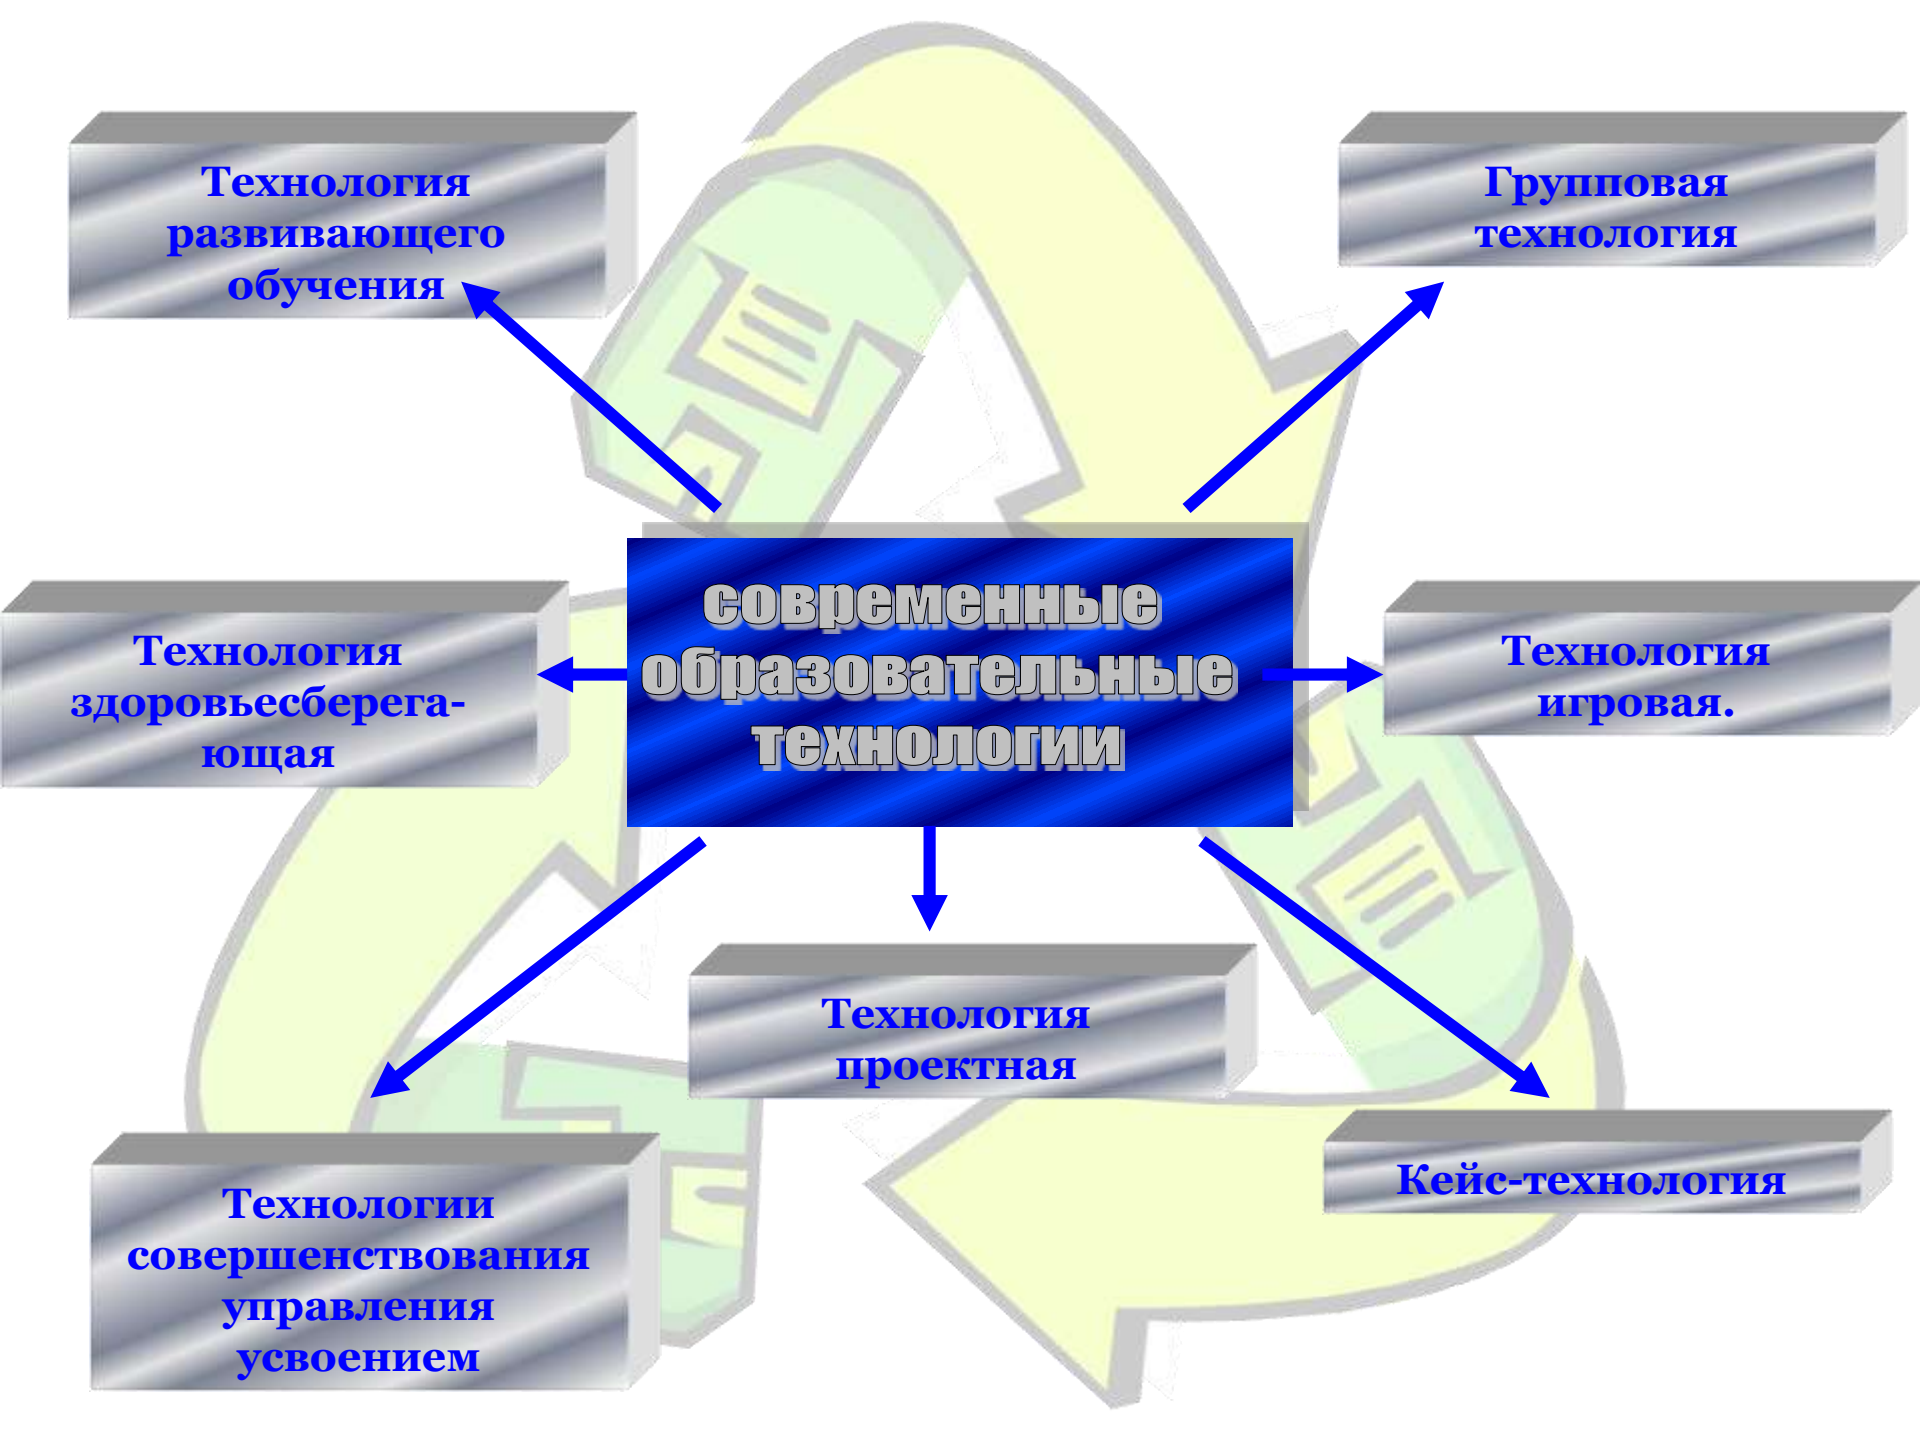 Технология
развивающего
обучения
Групповая
технология
современные
образовательные
технологии
Технология
здоровьесберега-
ющая
Технология
игровая.
Технология
проектная
Технологии
совершенствования
управления
усвоением
Кейс-технология